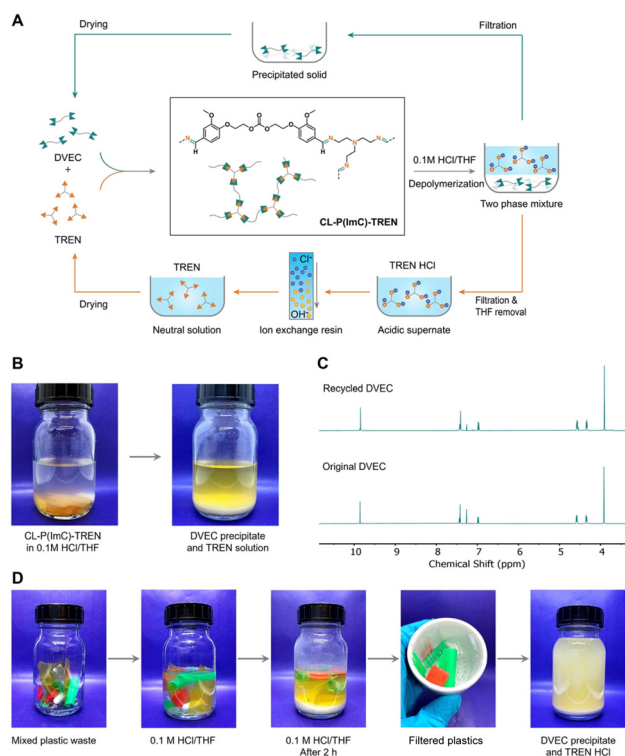 A
Drying
Filtration
Precipitated solid
DVEC
+
TREN
O
O
O
O
O
O
O
N
H
H
N
N
N
N
CL-P(ImC)-TREN
0.1M HCl/THF
Depolymerization
Two phase mixture
Drying
TREN
Neutral solution
Cl⁻
OH⁻
Ion exchange resin
TREN HCl
Acidic supernate
Filtration &
THF removal
B
CL-P(ImC)-TREN
in 0.1M HCl/THF
DVEC precipitate
and TREN solution
C
Recycled DVEC
Original DVEC
10 9 8 7 6 5 4
Chemical Shift (ppm)
D
Mixed plastic waste
0.1 M HCl/THF
0.1 M HCl/THF
After 2 h
Filtered plastics
DVEC precipitate
and TREN HCl